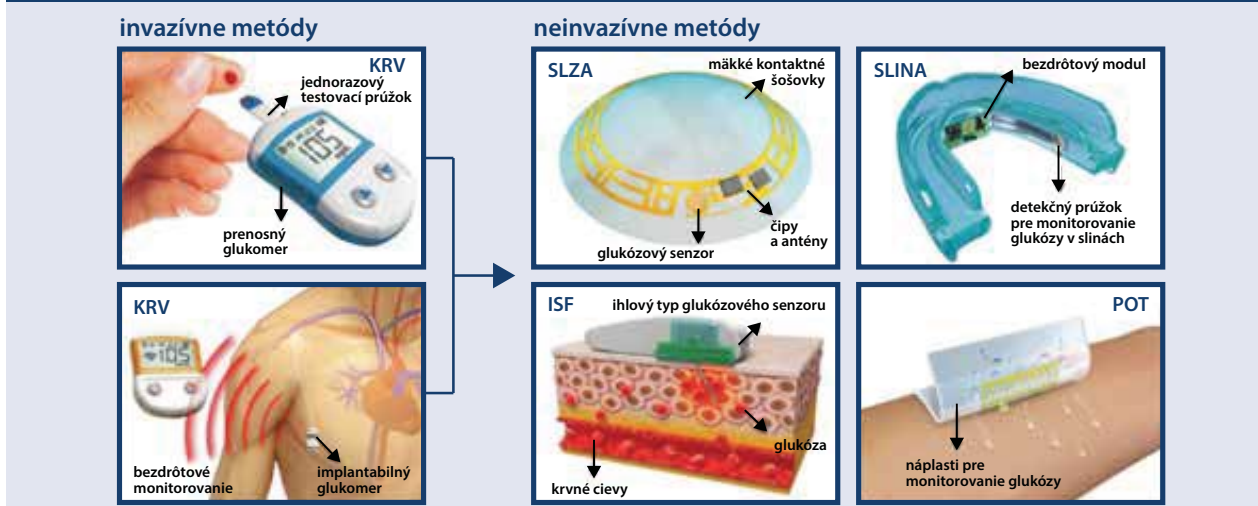 invazívne metódy
KRV
jednorazový
testovací prúžok
105
prenosný
glukomer
KRV
105
bezdrôtové
monitorovanie
implantabilný
glukomer
neinvazívne metódy
SLZA
mäkké kontaktné
šošovky
čipy
a antény
glukózový senzor
SLINA
bezdrôtový modul
detekčný prúžok
pre monitorovanie
glukózy v slinách
ISF
ihlový typ glukózového senzoru
glukóza
krvné cievy
POT
náplasti pre
monitorovanie glukózy